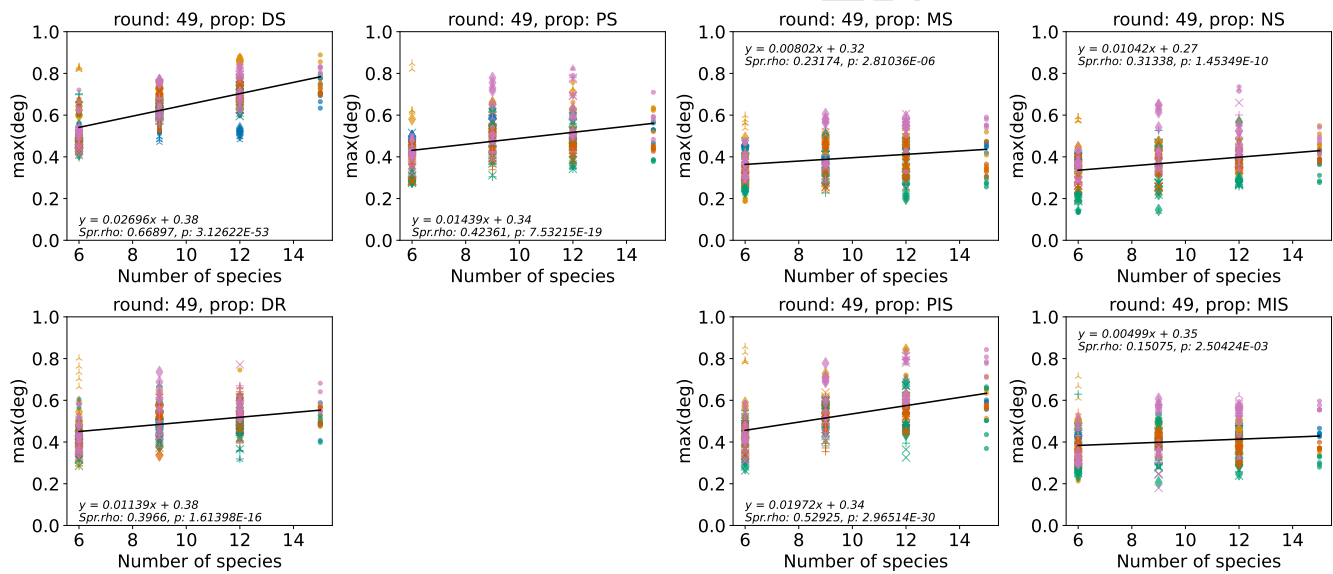 round: 49, prop: DS
max(deg)
1.0
0.8
0.6
0.4
0.2
0.0
y = 0.02696x + 0.38
Spr.rho: 0.66897, p: 3.12622E-53
6 8 10 12 14
Number of species
round: 49, prop: PS
max(deg)
1.0
0.8
0.6
0.4
0.2
0.0
y = 0.01439x + 0.34
Spr.rho: 0.42361, p: 7.53215E-19
6 8 10 12 14
Number of species
round: 49, prop: MS
max(deg)
1.0
0.8
0.6
0.4
0.2
0.0
y = 0.00802x + 0.32
Spr.rho: 0.23174, p: 2.81036E-06
6 8 10 12 14
Number of species
round: 49, prop: NS
max(deg)
1.0
0.8
0.6
0.4
0.2
0.0
y = 0.01042x + 0.27
Spr.rho: 0.31338, p: 1.45349E-10
6 8 10 12 14
Number of species
round: 49, prop: DR
max(deg)
1.0
0.8
0.6
0.4
0.2
0.0
y = 0.01139x + 0.38
Spr.rho: 0.3966, p: 1.61398E-16
6 8 10 12 14
Number of species
round: 49, prop: PIS
max(deg)
1.0
0.8
0.6
0.4
0.2
0.0
y = 0.01972x + 0.34
Spr.rho: 0.52925, p: 2.96514E-30
6 8 10 12 14
Number of species
round: 49, prop: MIS
max(deg)
1.0
0.8
0.6
0.4
0.2
0.0
y = 0.00499x + 0.35
Spr.rho: 0.15075, p: 2.50424E-03
6 8 10 12 14
Number of species